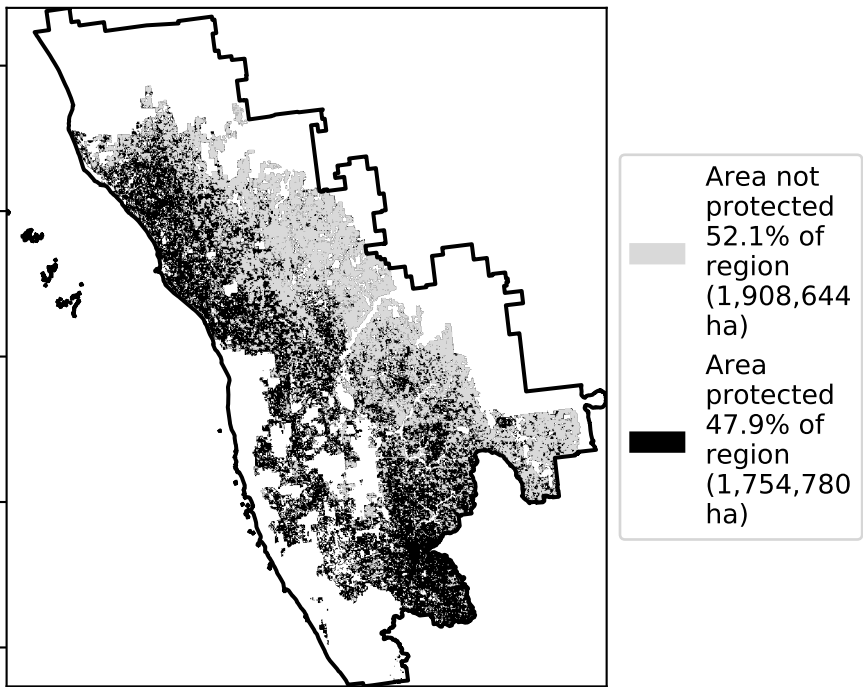 Area not
protected
52.1% of
region
(1,908,644
ha)
Area
protected
47.9% of
region
(1,754,780
ha)